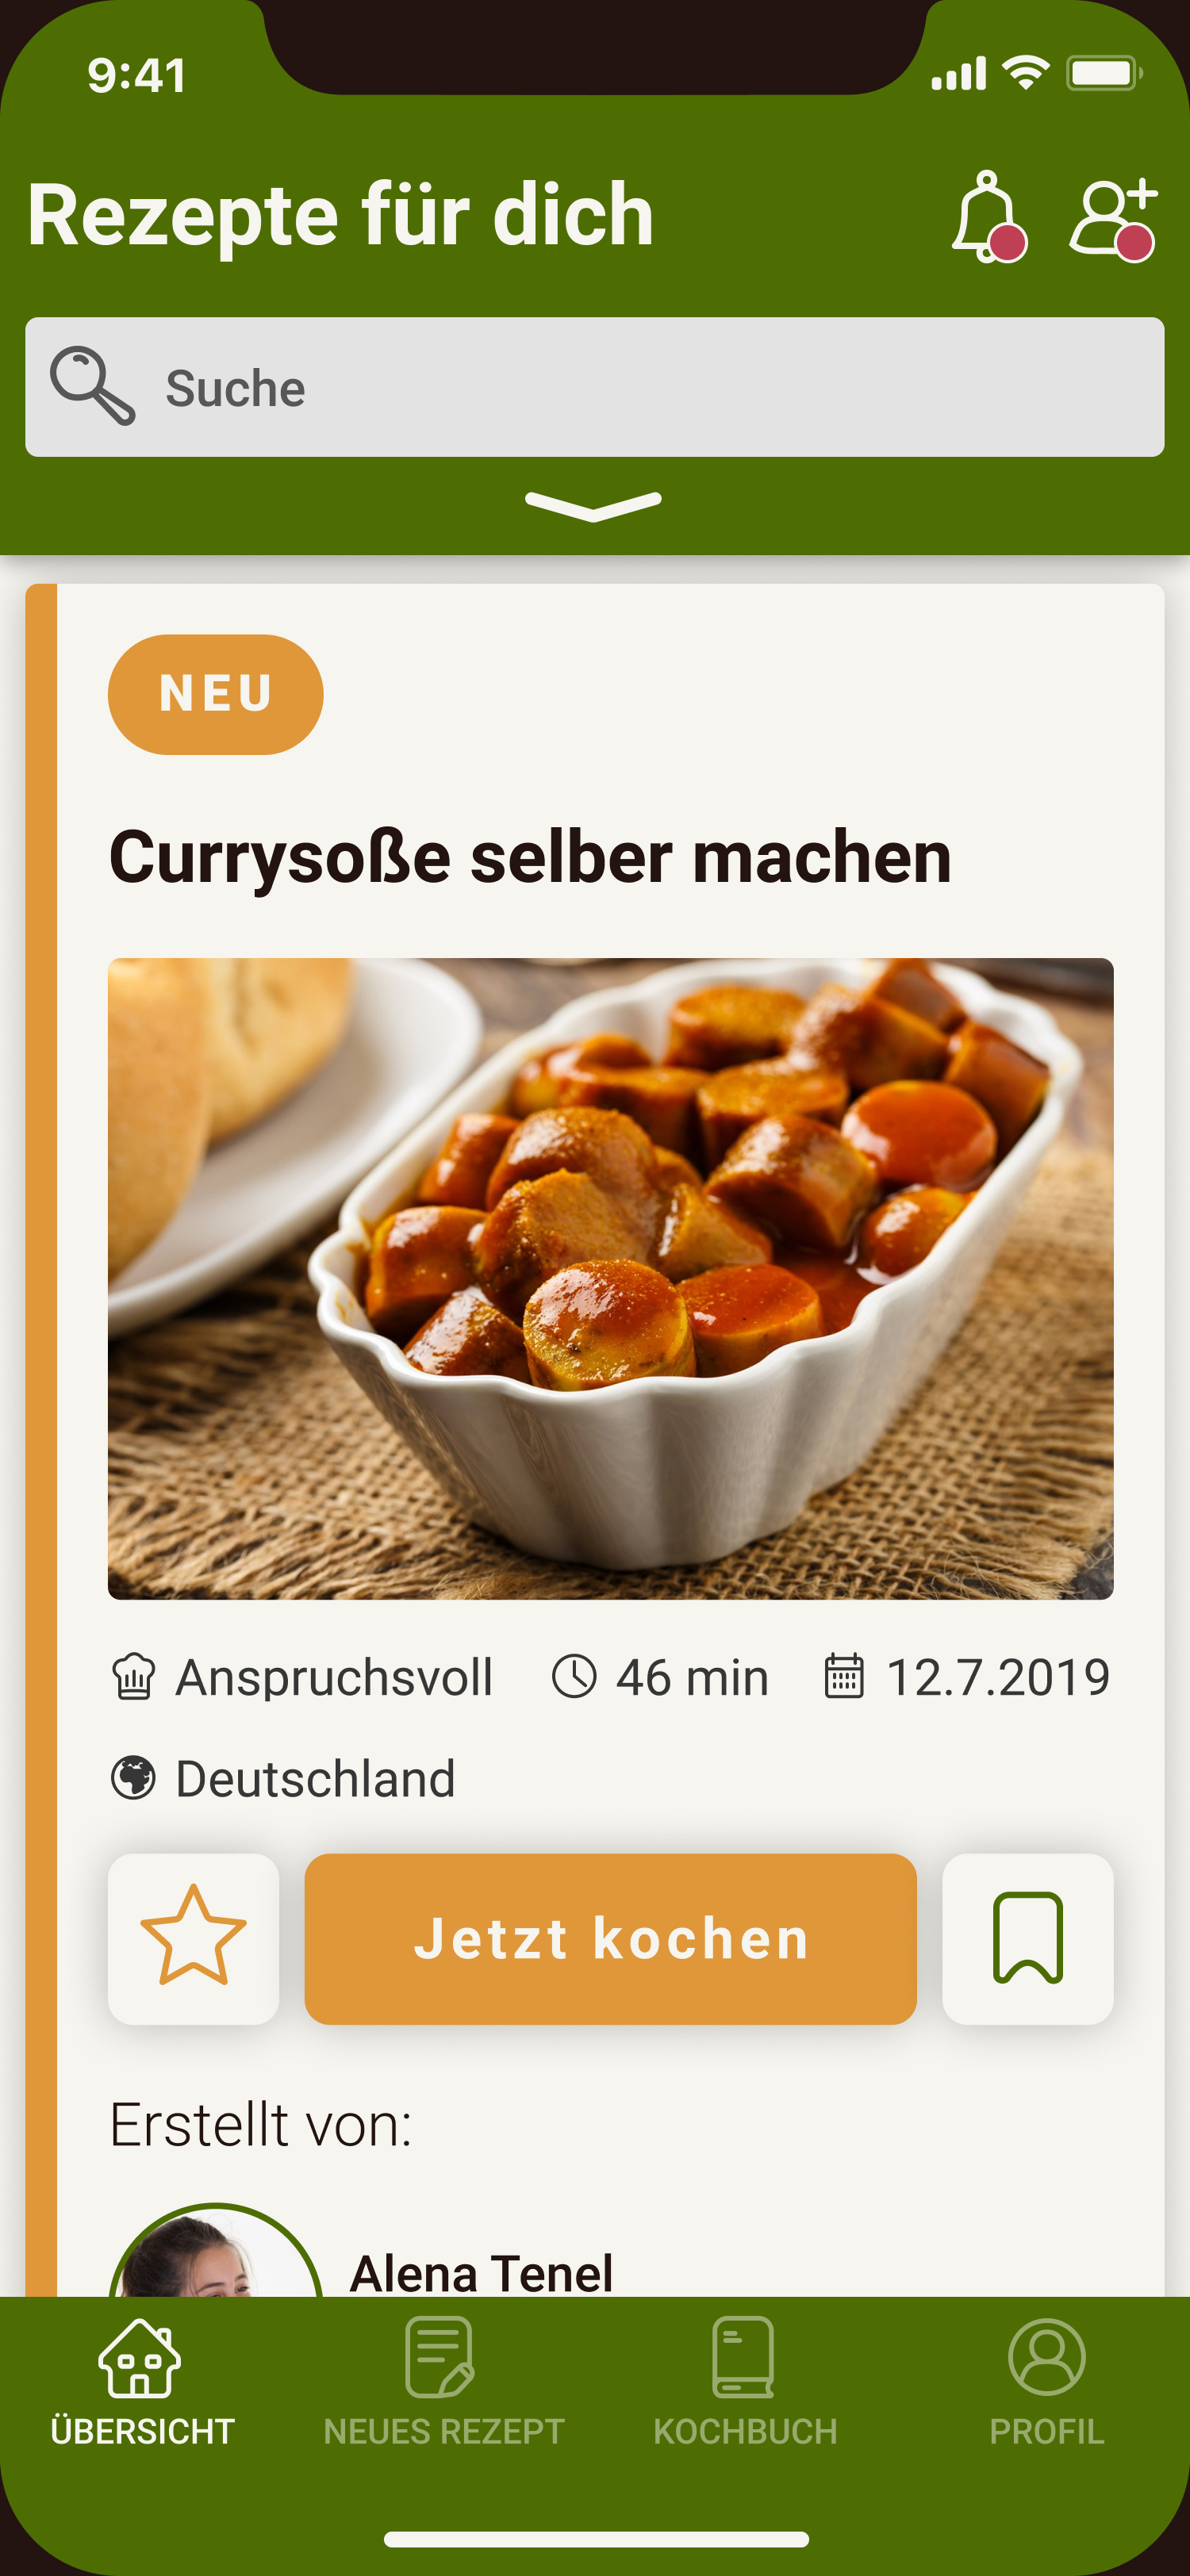 9:41
Rezepte für dich
Suche
NEU
Currysoße selber machen
Anspruchsvoll 46 min 12.7.2019
Deutschland
Jetzt kochen
Erstellt von:
Alena Tenel
ÜBERSICHT NEUES REZEPT KOCHBUCH PROFIL